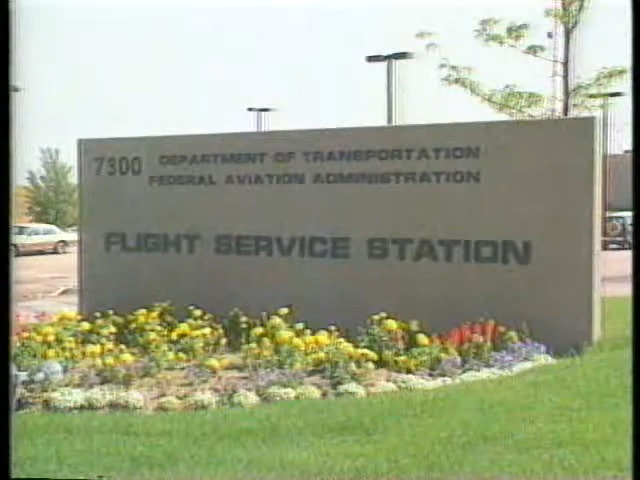 7300 DEPARTMENT OF TRANSPORTATION
FEDERAL AVIATION ADMINISTRATION
FLIGHT SERVICE STATION